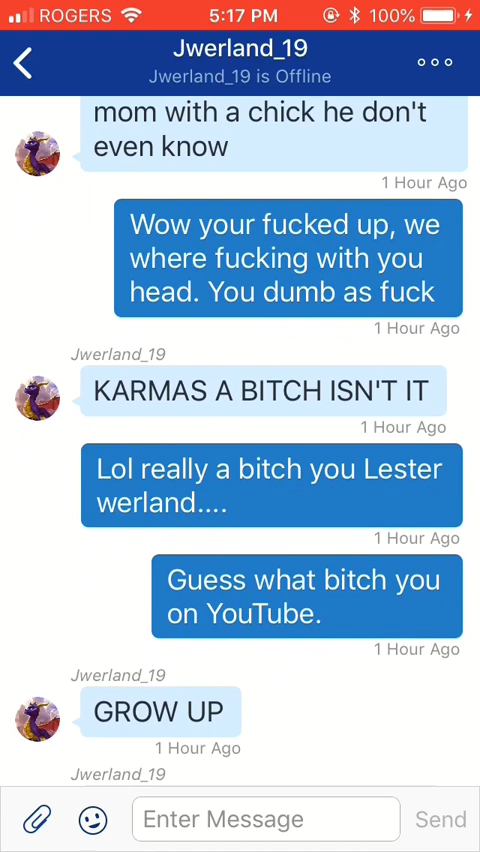 ROGERS 5:17 PM 100%
Jwerland_19
Jwerland_19 is Offline
mom with a chick he don't
even know
1 Hour Ago
Wow your fucked up, we
where fucking with you
head. You dumb as fuck
1 Hour Ago
Jwerland_19
KARMAS A BITCH ISN'T IT
1 Hour Ago
Lol really a bitch you Lester
werland....
1 Hour Ago
Guess what bitch you
on YouTube.
1 Hour Ago
Jwerland_19
GROW UP
1 Hour Ago
Jwerland_19
Enter Message Send